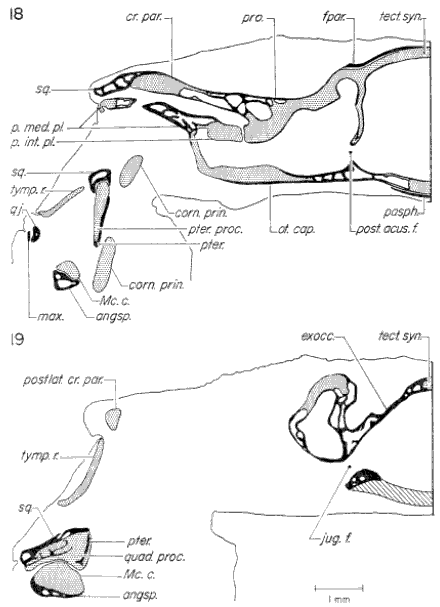 18
cr. par.
pro.
fpar.
tect. syn.
sq.
p. med. pl.
p. int. pl.
sq.
tymp. r.
q.j.
corn. prin.
pter. proc.
pter.
ot. cap.
pasph.
post. acus. f.
corn. prin.
Mc. c.
max.
angsp.
19
exocc.
tect. syn.
postlat. cr. par.
tymp. r.
sq.
pter.
quad. proc.
jug. f.
Mc. c.
angsp.
1 mm